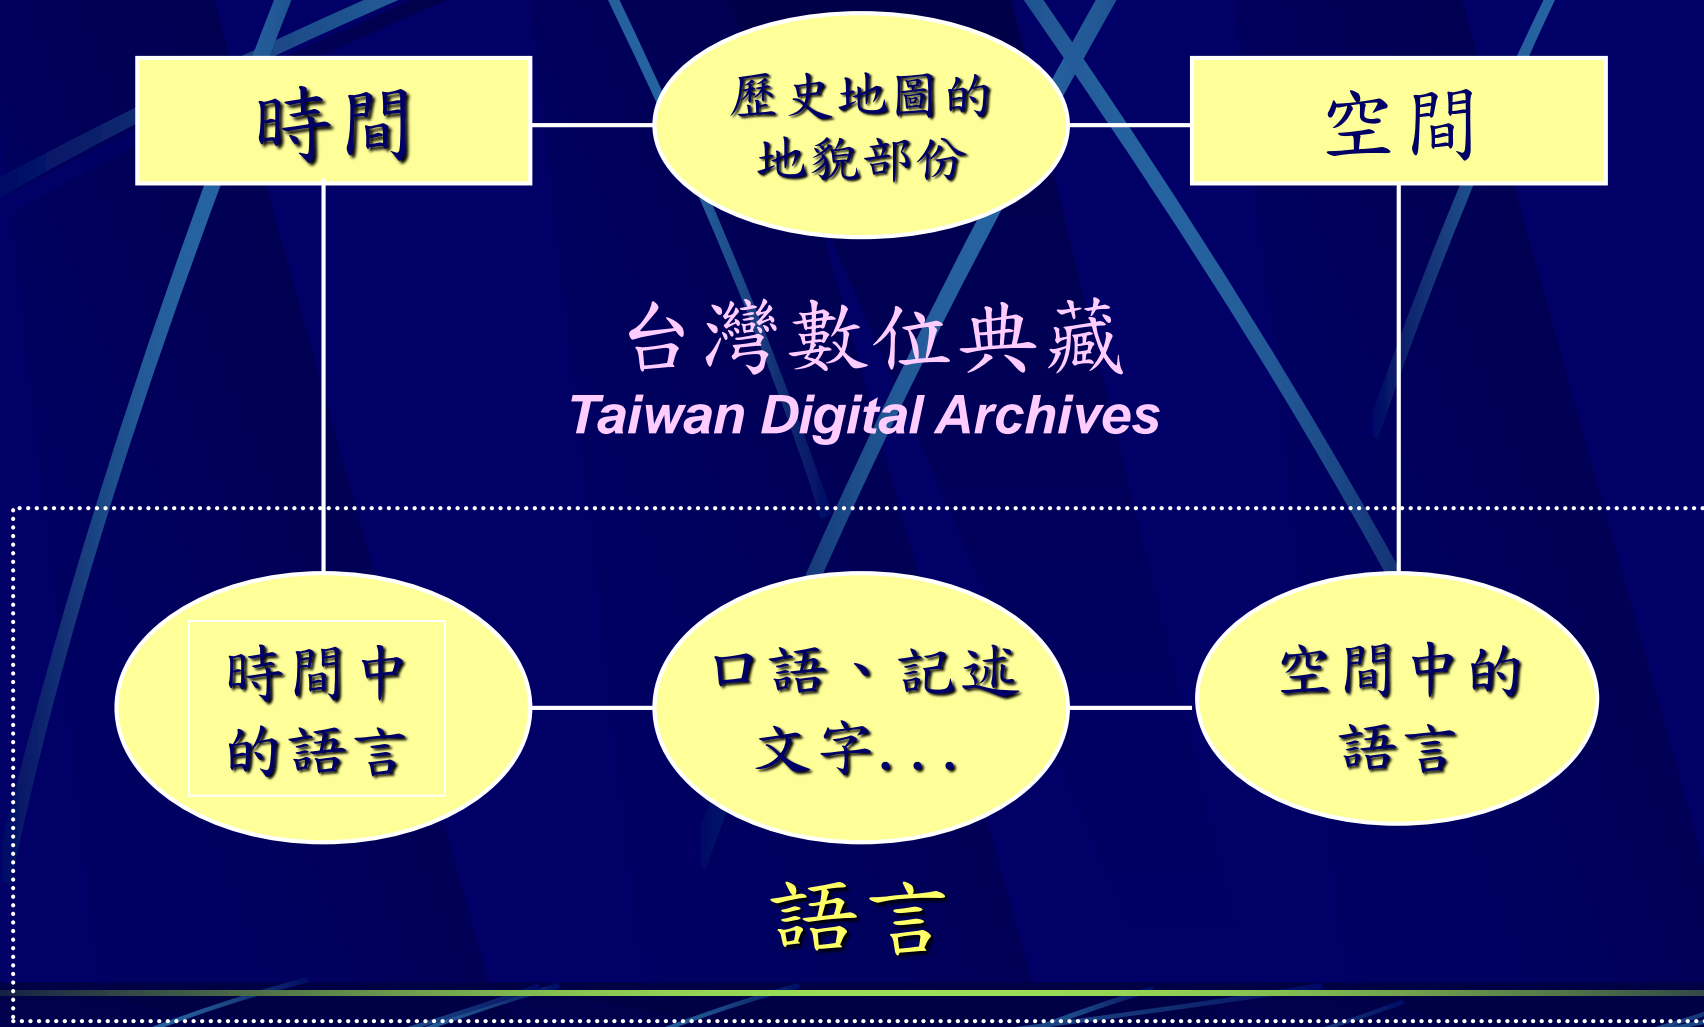 時間
歷史地圖的
地貌部份
空間
台灣數位典藏
Taiwan Digital Archives
時間中
的語言
口語、記述
文字...
空間中的
語言
語言